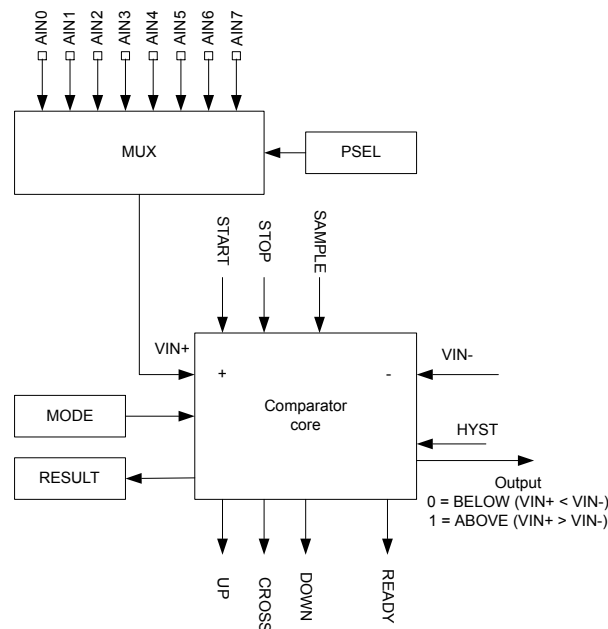 AIN0
AIN1
AIN2
AIN3
AIN4
AIN5
AIN6
AIN7
MUX
PSEL
START
STOP
SAMPLE
VIN+
VIN-
+
-
MODE
Comparator
core
HYST
RESULT
Output
0 = BELOW (VIN+ < VIN-)
1 = ABOVE (VIN+ > VIN-)
UP
CROSS
DOWN
READY